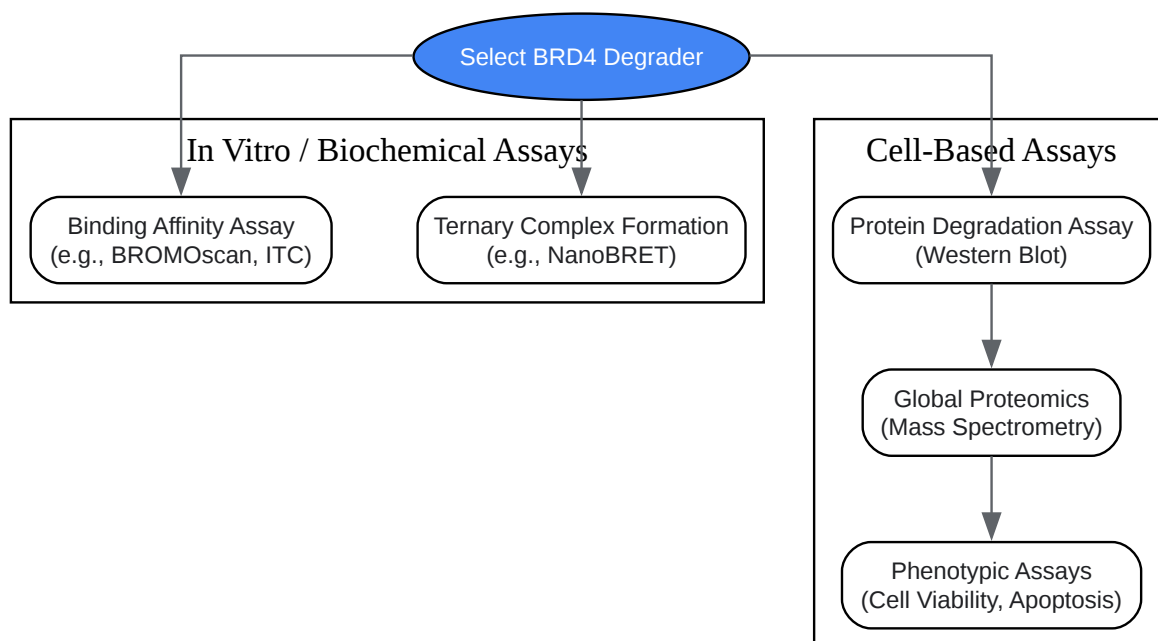 Select BRD4 Degrader
In Vitro / Biochemical Assays
Binding Affinity Assay
(e.g., BROMOscan, ITC)
Ternary Complex Formation
(e.g., NanoBRET)
Cell-Based Assays
Protein Degradation Assay
(Western Blot)
Global Proteomics
(Mass Spectrometry)
Phenotypic Assays
(Cell Viability, Apoptosis)